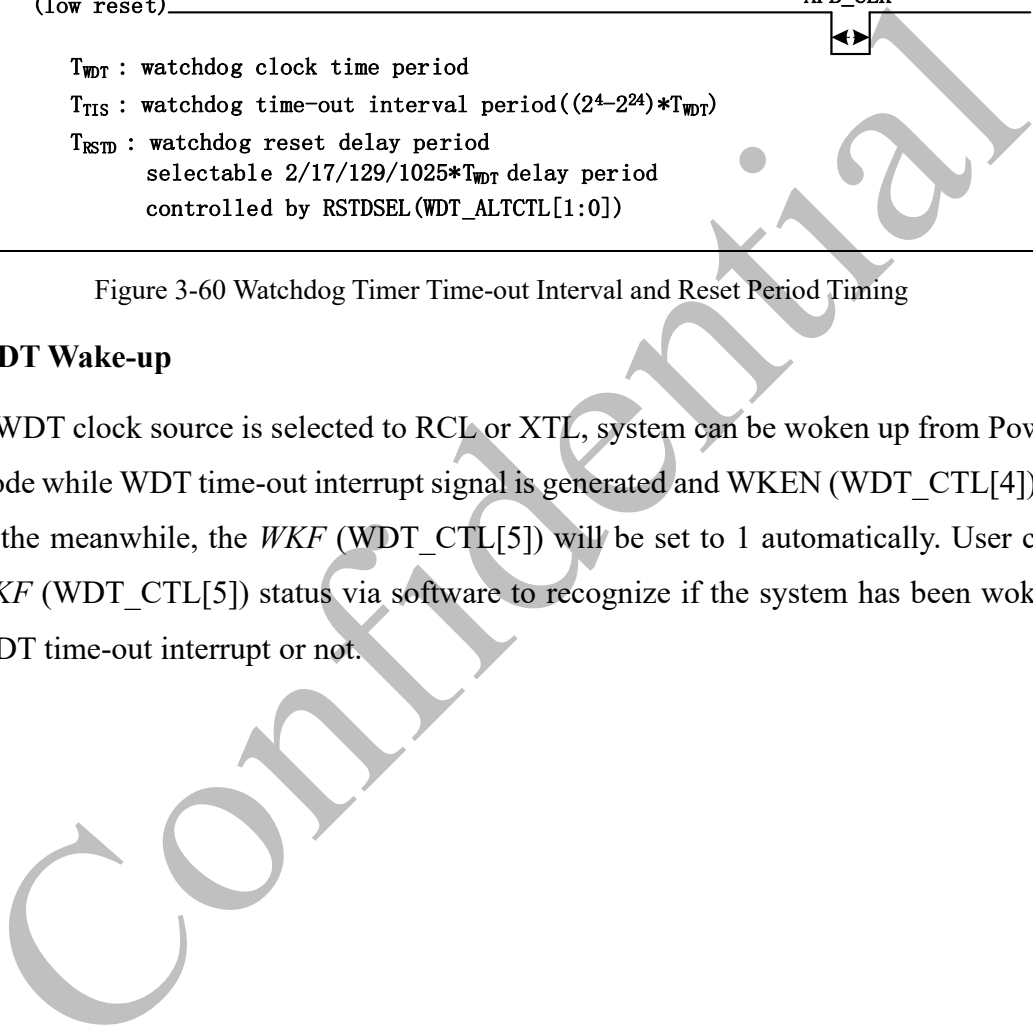 (low reset)
T_WDT : watchdog clock time period
T_TIS : watchdog time-out interval period((2⁴-2²⁴)*T_WDT)
T_RSTD : watchdog reset delay period
selectable 2/17/129/1025*T_WDT delay period
controlled by RSTDSEL(WDT_ALTCTL[1:0])
Figure 3-60 Watchdog Timer Time-out Interval and Reset Period Timing
DT Wake-up
WDT clock source is selected to RCL or XTL, system can be woken up from Pow
ode while WDT time-out interrupt signal is generated and WKEN (WDT_CTL[4])
the meanwhile, the WKF (WDT_CTL[5]) will be set to 1 automatically. User c
KF (WDT_CTL[5]) status via software to recognize if the system has been wok
DT time-out interrupt or not.
Confidential